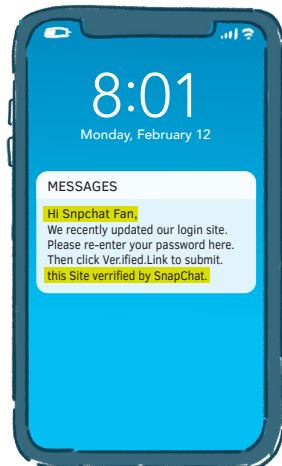 8:01
Monday, February 12
MESSAGES
Hi Snpchat Fan,
We recently updated our login site.
Please re-enter your password here.
Then click Ver.ified.Link to submit.
this Site verrified by SnapChat.